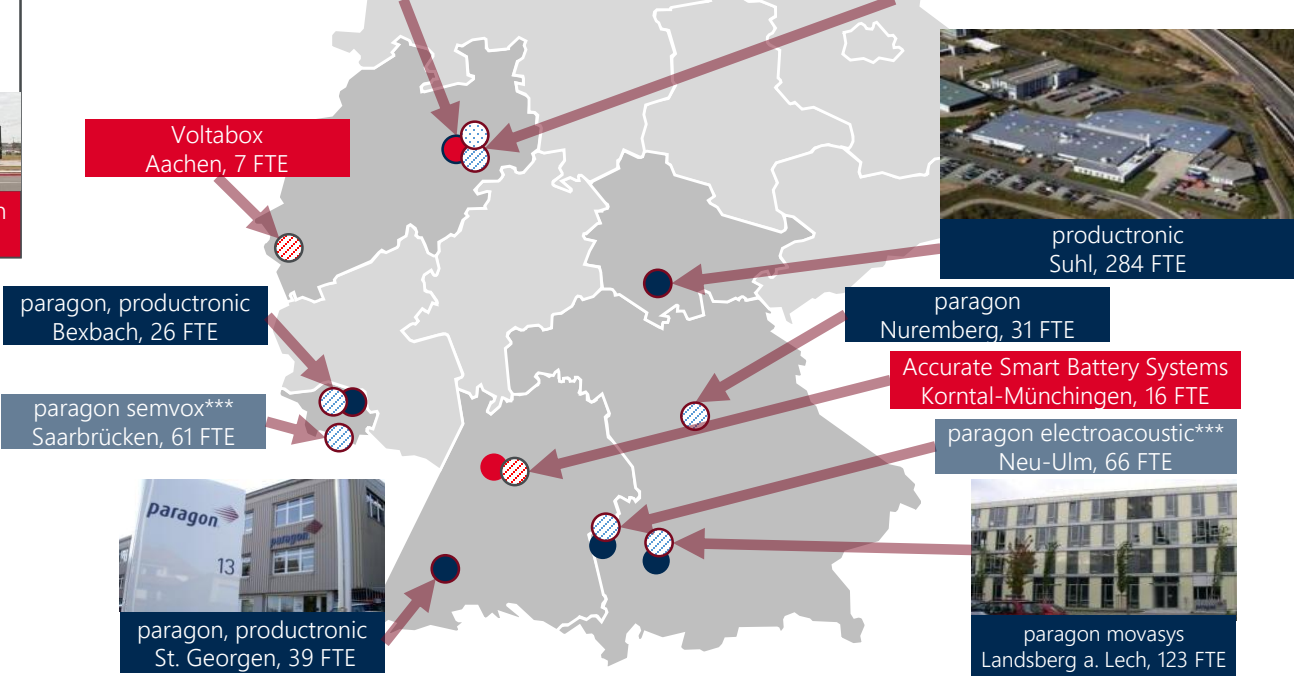 Voltabox
Aachen, 7 FTE
n
productronic
Suhl, 284 FTE
paragon, productronic
Bexbach, 26 FTE
paragon
Nuremberg, 31 FTE
Accurate Smart Battery Systems
Korntal-Münchingen, 16 FTE
paragon semvox***
Saarbrücken, 61 FTE
paragon electroacoustic***
Neu-Ulm, 66 FTE
paragon
13
paragon
paragon, productronic
St. Georgen, 39 FTE
paragon movasys
Landsberg a. Lech, 123 FTE